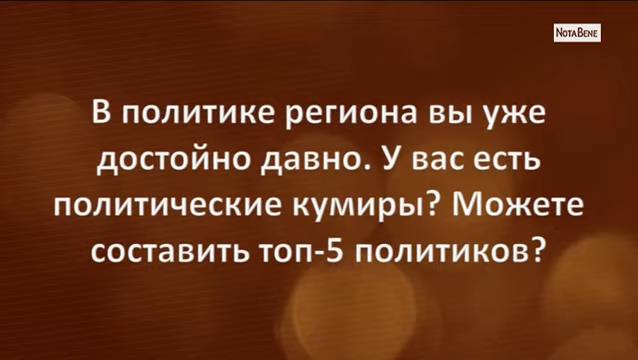 NOTABENE
В политике региона вы уже
достойно давно. У вас есть
политические кумиры? Можете
составить топ-5 политиков?